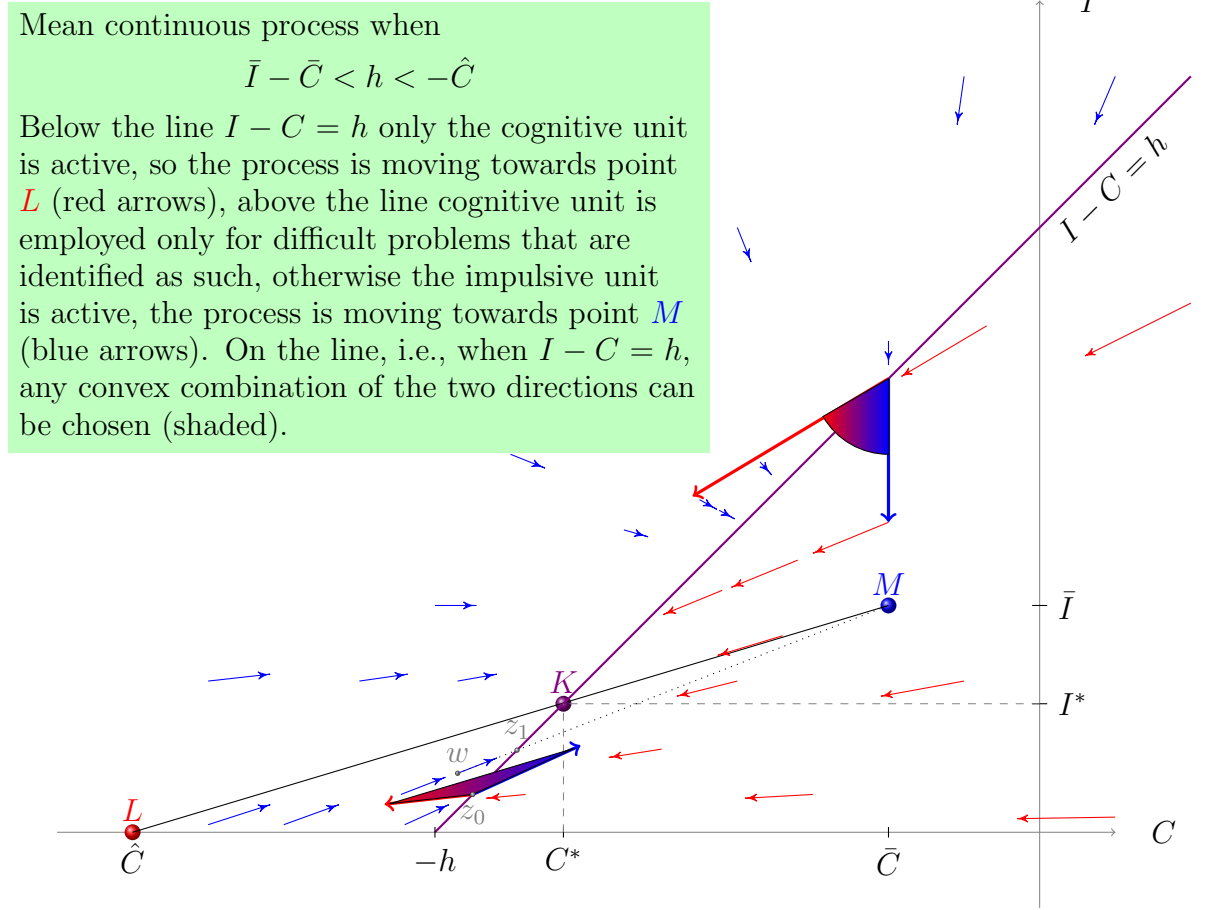 Mean continuous process when
Ī − C̄ < h < −Ĉ
Below the line I − C = h only the cognitive unit
is active, so the process is moving towards point
L (red arrows), above the line cognitive unit is
employed only for difficult problems that are
identified as such, otherwise the impulsive unit
is active, the process is moving towards point M
(blue arrows). On the line, i.e., when I − C = h,
any convex combination of the two directions can
be chosen (shaded).
I − C = h
M
Ī
K
I*
z₁
w
z₀
L
C
Ĉ
−h
C*
C̄